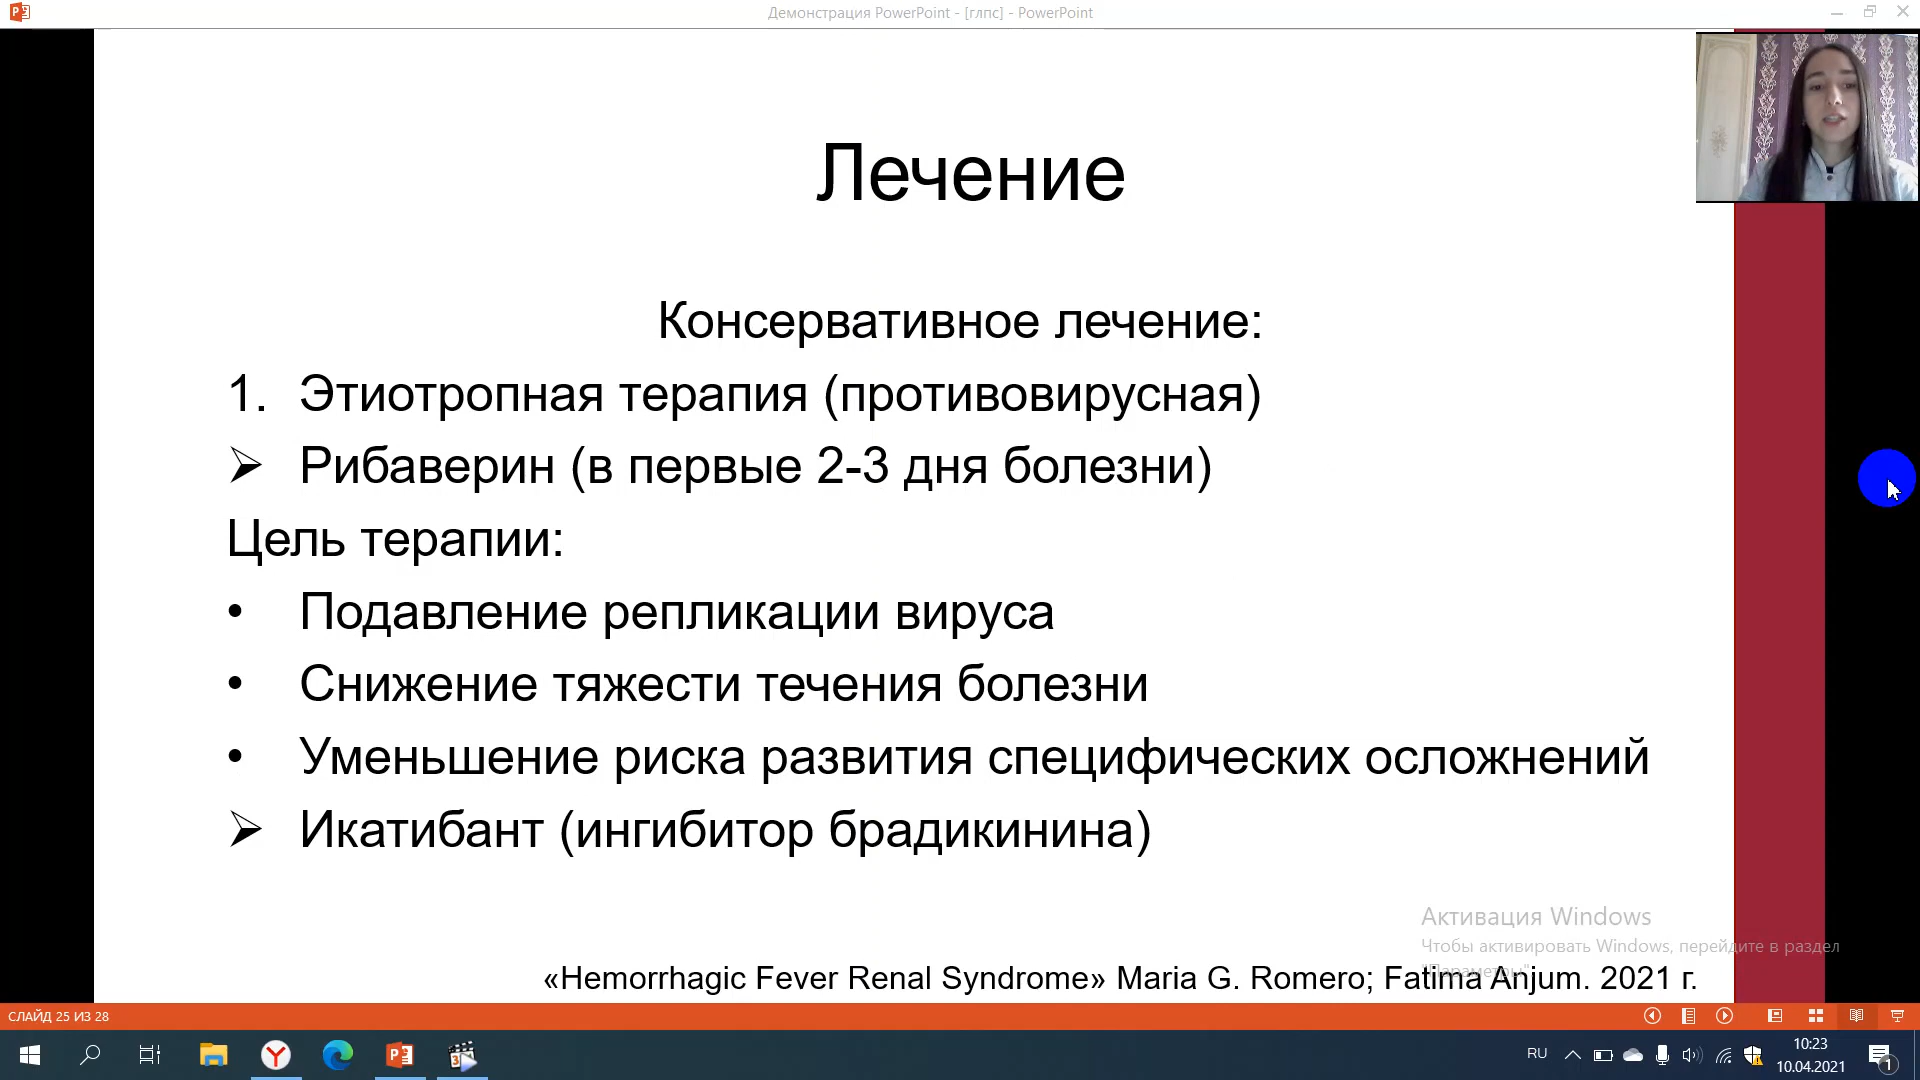 Демонстрация PowerPoint - [глпс] - PowerPoint
Лечение
Консервативное лечение:
1. Этиотропная терапия (противовирусная)
➢ Рибаверин (в первые 2-3 дня болезни)
Цель терапии:
• Подавление репликации вируса
• Снижение тяжести течения болезни
• Уменьшение риска развития специфических осложнений
➢ Икатибант (ингибитор брадикинина)
Активация Windows
Чтобы активировать Windows, перейдите в раздел
"Параметры".
«Hemorrhagic Fever Renal Syndrome» Maria G. Romero; Fatima Anjum. 2021 г.
СЛАЙД 25 ИЗ 28
RU
10:23
10.04.2021
1